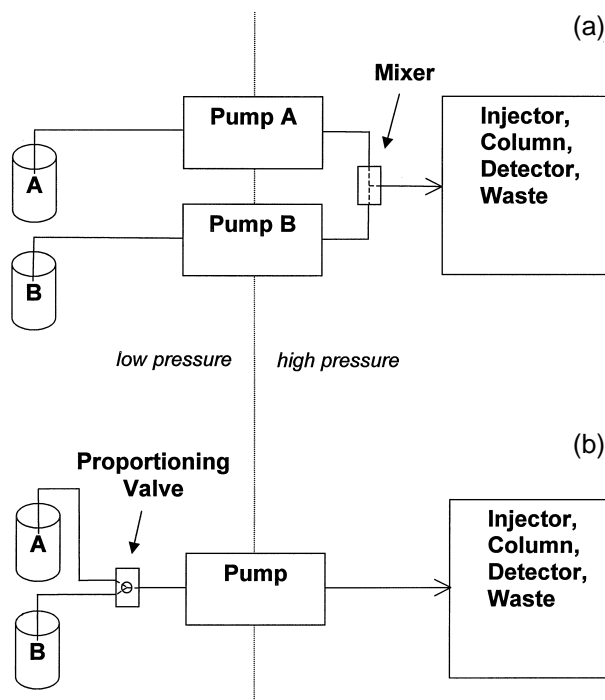 (a)
Mixer
Pump A
Injector,
Column,
Detector,
Waste
A
Pump B
B
low pressure
high pressure
(b)
Proportioning
Valve
A
Pump
Injector,
Column,
Detector,
Waste
B